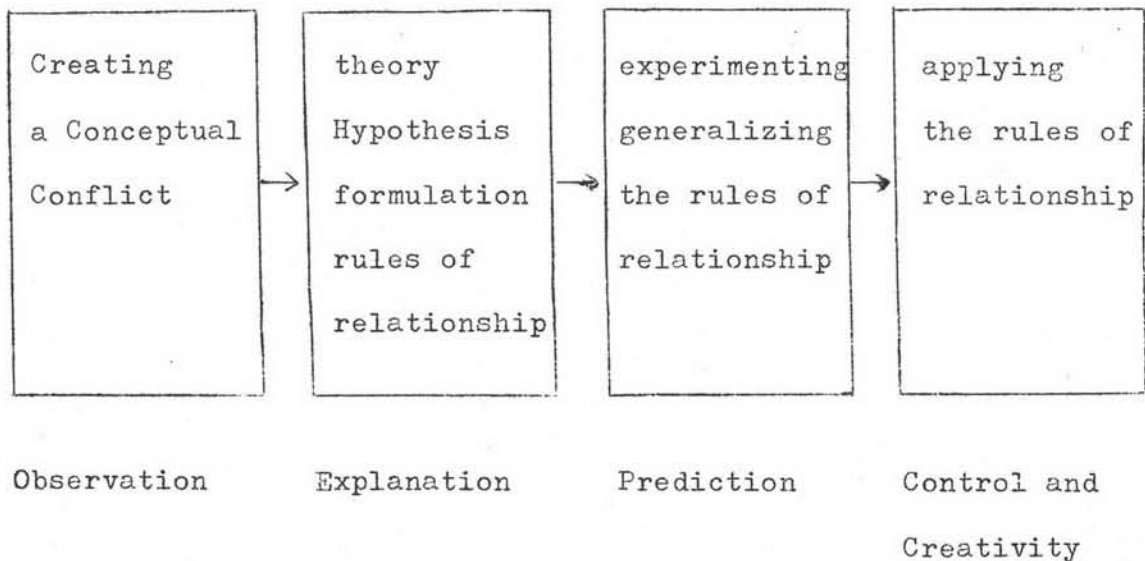 Creating
a Conceptual
Conflict
theory
Hypothesis
formulation
rules of
relationship
experimenting
generalizing
the rules of
relationship
applying
the rules of
relationship
Observation
Explanation
Prediction
Control and
Creativity